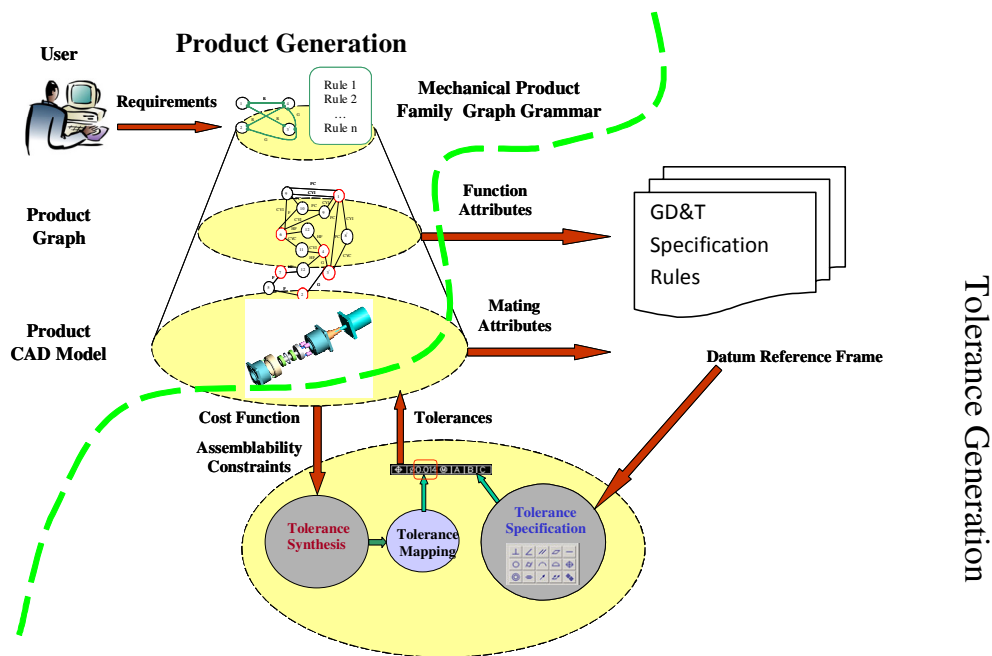 Product Generation
User
Requirements
Rule 1
Rule 2
...
Rule n
Mechanical Product
Family Graph Grammar
Product
Graph
Function
Attributes
GD&T
Specification
Rules
Product
CAD Model
Mating
Attributes
Datum Reference Frame
Tolerance Generation
Cost Function
Assemblability
Constraints
Tolerances
0.014 Ⓜ A B C
Tolerance
Synthesis
Tolerance
Mapping
Tolerance
Specification